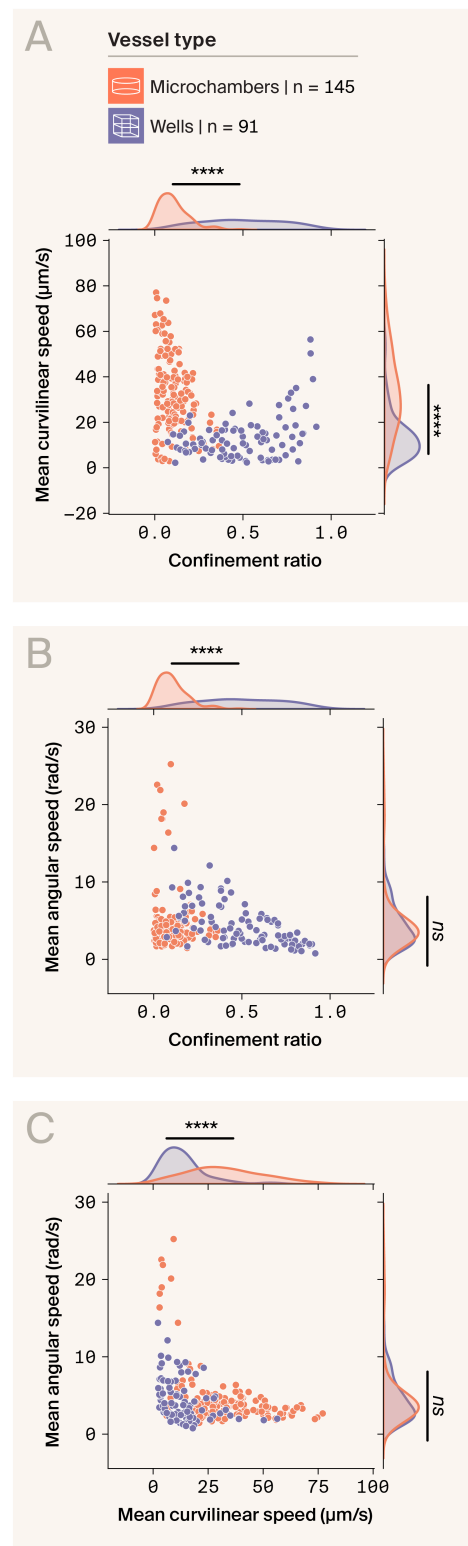 A
Vessel type
Microchambers | n = 145
Wells | n = 91
****
100
80
60
40
20
0
−20
Mean curvilinear speed (µm/s)
****
0.0 0.5 1.0
Confinement ratio
B
****
30
20
10
0
Mean angular speed (rad/s)
ns
0.0 0.5 1.0
Confinement ratio
C
****
30
20
10
0
Mean angular speed (rad/s)
ns
0 25 50 75 100
Mean curvilinear speed (µm/s)